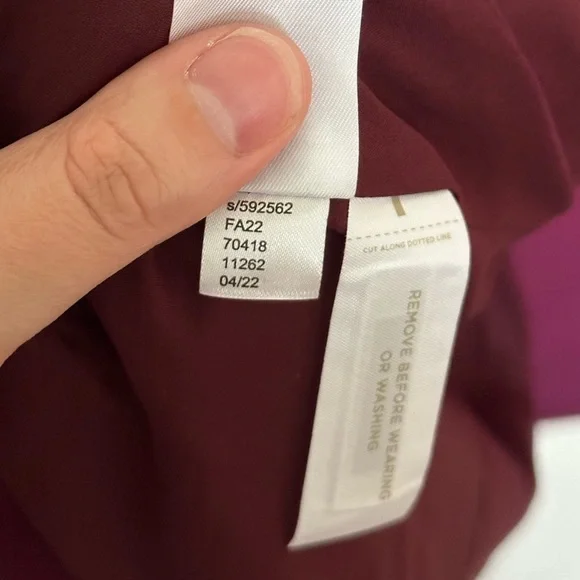 s/592562
FA22
70418
11262
04/22
CUT ALONG DOTTED LINE
REMOVE BEFORE WEARING
OR WASHING